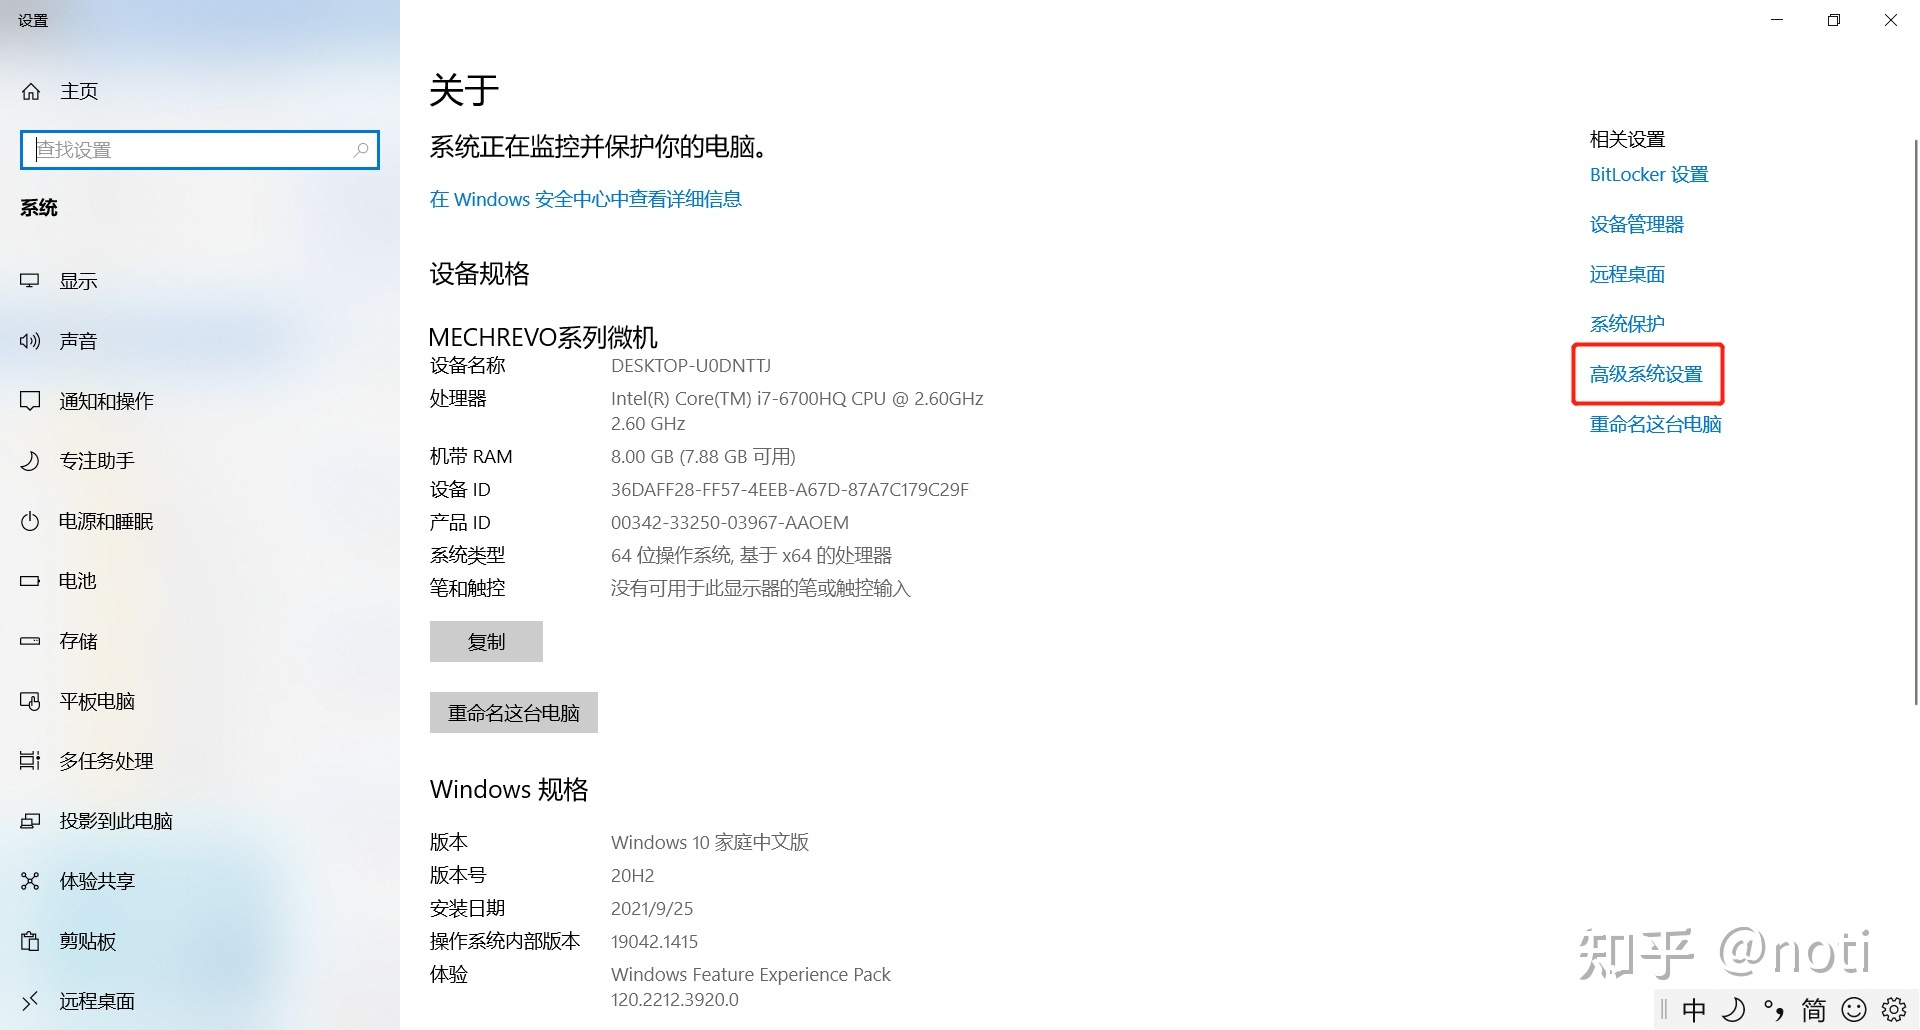 设置
主页
查找设置
系统
显示
声音
通知和操作
专注助手
电源和睡眠
电池
存储
平板电脑
多任务处理
投影到此电脑
体验共享
剪贴板
远程桌面
关于
系统正在监控并保护你的电脑。
在 Windows 安全中心中查看详细信息
设备规格
MECHREVO系列微机
设备名称 DESKTOP-U0DNTTJ
处理器 Intel(R) Core(TM) i7-6700HQ CPU @ 2.60GHz
2.60 GHz
机带 RAM 8.00 GB (7.88 GB 可用)
设备 ID 36DAFF28-FF57-4EEB-A67D-87A7C179C29F
产品 ID 00342-33250-03967-AAOEM
系统类型 64 位操作系统, 基于 x64 的处理器
笔和触控 没有可用于此显示器的笔或触控输入
复制
重命名这台电脑
Windows 规格
版本 Windows 10 家庭中文版
版本号 20H2
安装日期 2021/9/25
操作系统内部版本 19042.1415
体验 Windows Feature Experience Pack
120.2212.3920.0
相关设置
BitLocker 设置
设备管理器
远程桌面
系统保护
高级系统设置
重命名这台电脑
知乎 @noti
中 简